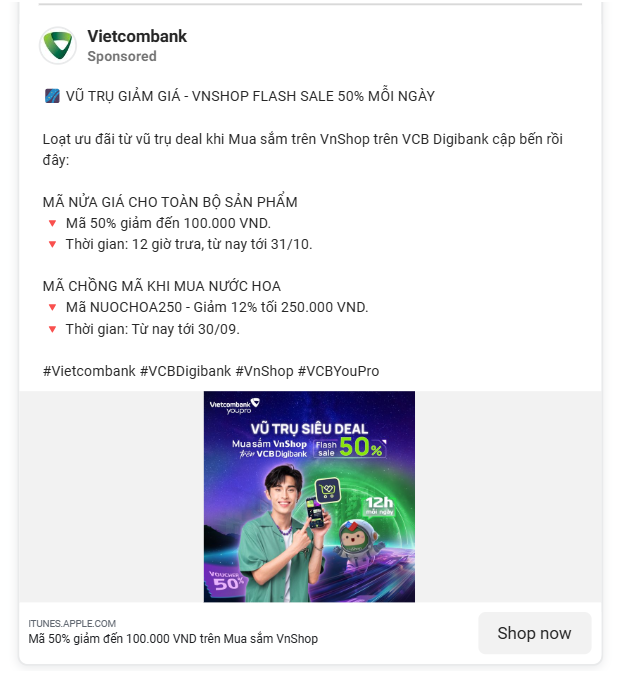 Vietcombank
Sponsored
VŨ TRỤ GIẢM GIÁ - VNSHOP FLASH SALE 50% MỖI NGÀY
Loạt ưu đãi từ vũ trụ deal khi Mua sắm trên VnShop trên VCB Digibank cập bến rồi
đây:
MÃ NỬA GIÁ CHO TOÀN BỘ SẢN PHẨM
🔻 Mã 50% giảm đến 100.000 VND.
🔻 Thời gian: 12 giờ trưa, từ nay tới 31/10.
MÃ CHỒNG MÃ KHI MUA NƯỚC HOA
🔻 Mã NUOCHOA250 - Giảm 12% tối 250.000 VND.
🔻 Thời gian: Từ nay tới 30/09.
#Vietcombank #VCBDigibank #VnShop #VCBYouPro
Vietcombank
youpro
VŨ TRỤ SIÊU DEAL
Mua sắm VnShop
trên VCB Digibank
Flash
sale 50%
12h
mỗi ngày
VOUCHER
50%
ITUNES.APPLE.COM
Mã 50% giảm đến 100.000 VND trên Mua sắm VnShop
Shop now